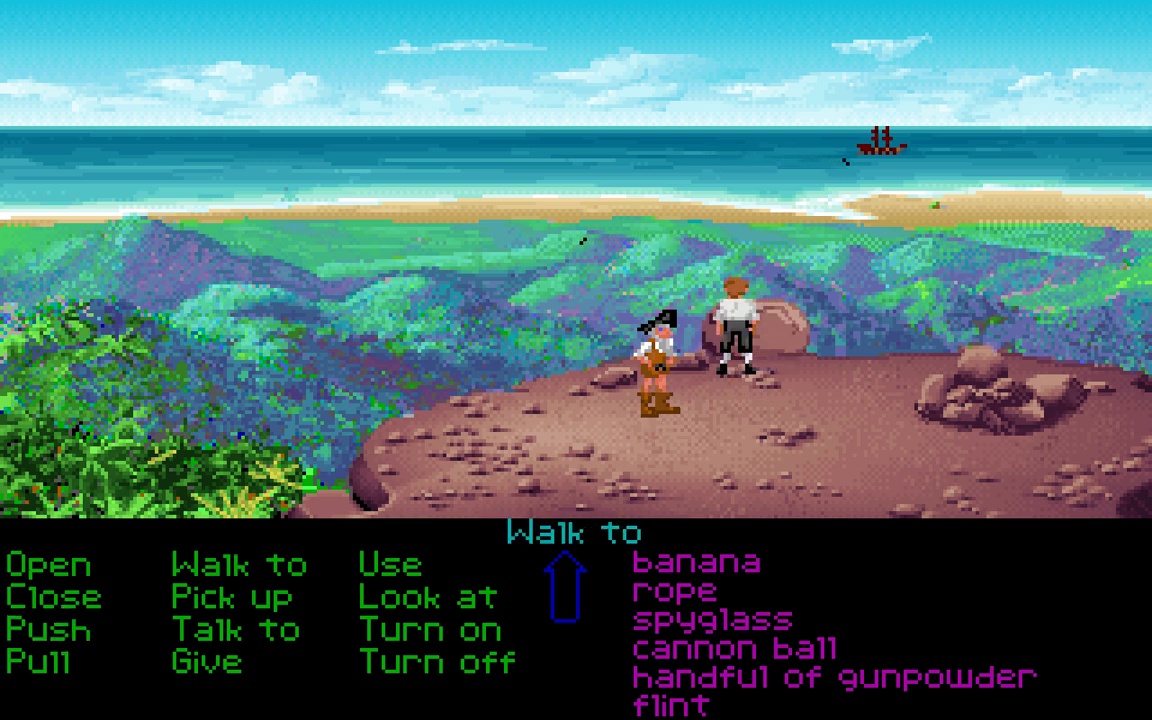 Walk to
Open Walk to Use
Close Pick up Look at
Push Talk to Turn on
Pull Give Turn off
banana
rope
spyglass
cannon ball
handful of gunpowder
flint